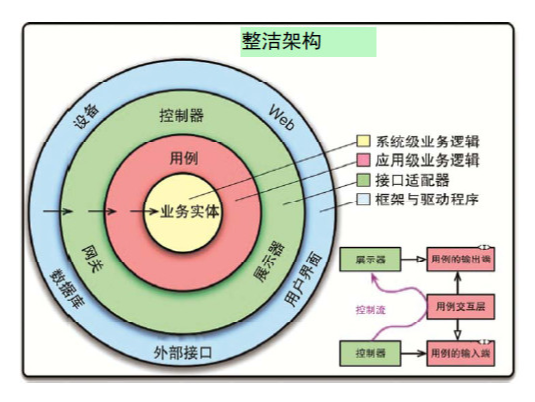 整洁架构
设备
Web
控制器
用例
业务实体
网关
展示器
数据库
用户界面
外部接口
系统级业务逻辑
应用级业务逻辑
接口适配器
框架与驱动程序
展示器
用例的输出端
控制流
用例交互层
控制器
用例的输入端